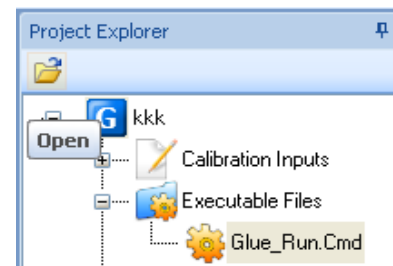 Project Explorer
G kkk
Open
Calibration Inputs
Executable Files
Glue_Run.Cmd